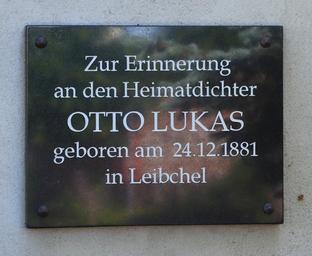 Zur Erinnerung
an den Heimatdichter
OTTO LUKAS
geboren am 24.12.1881
in Leibchel